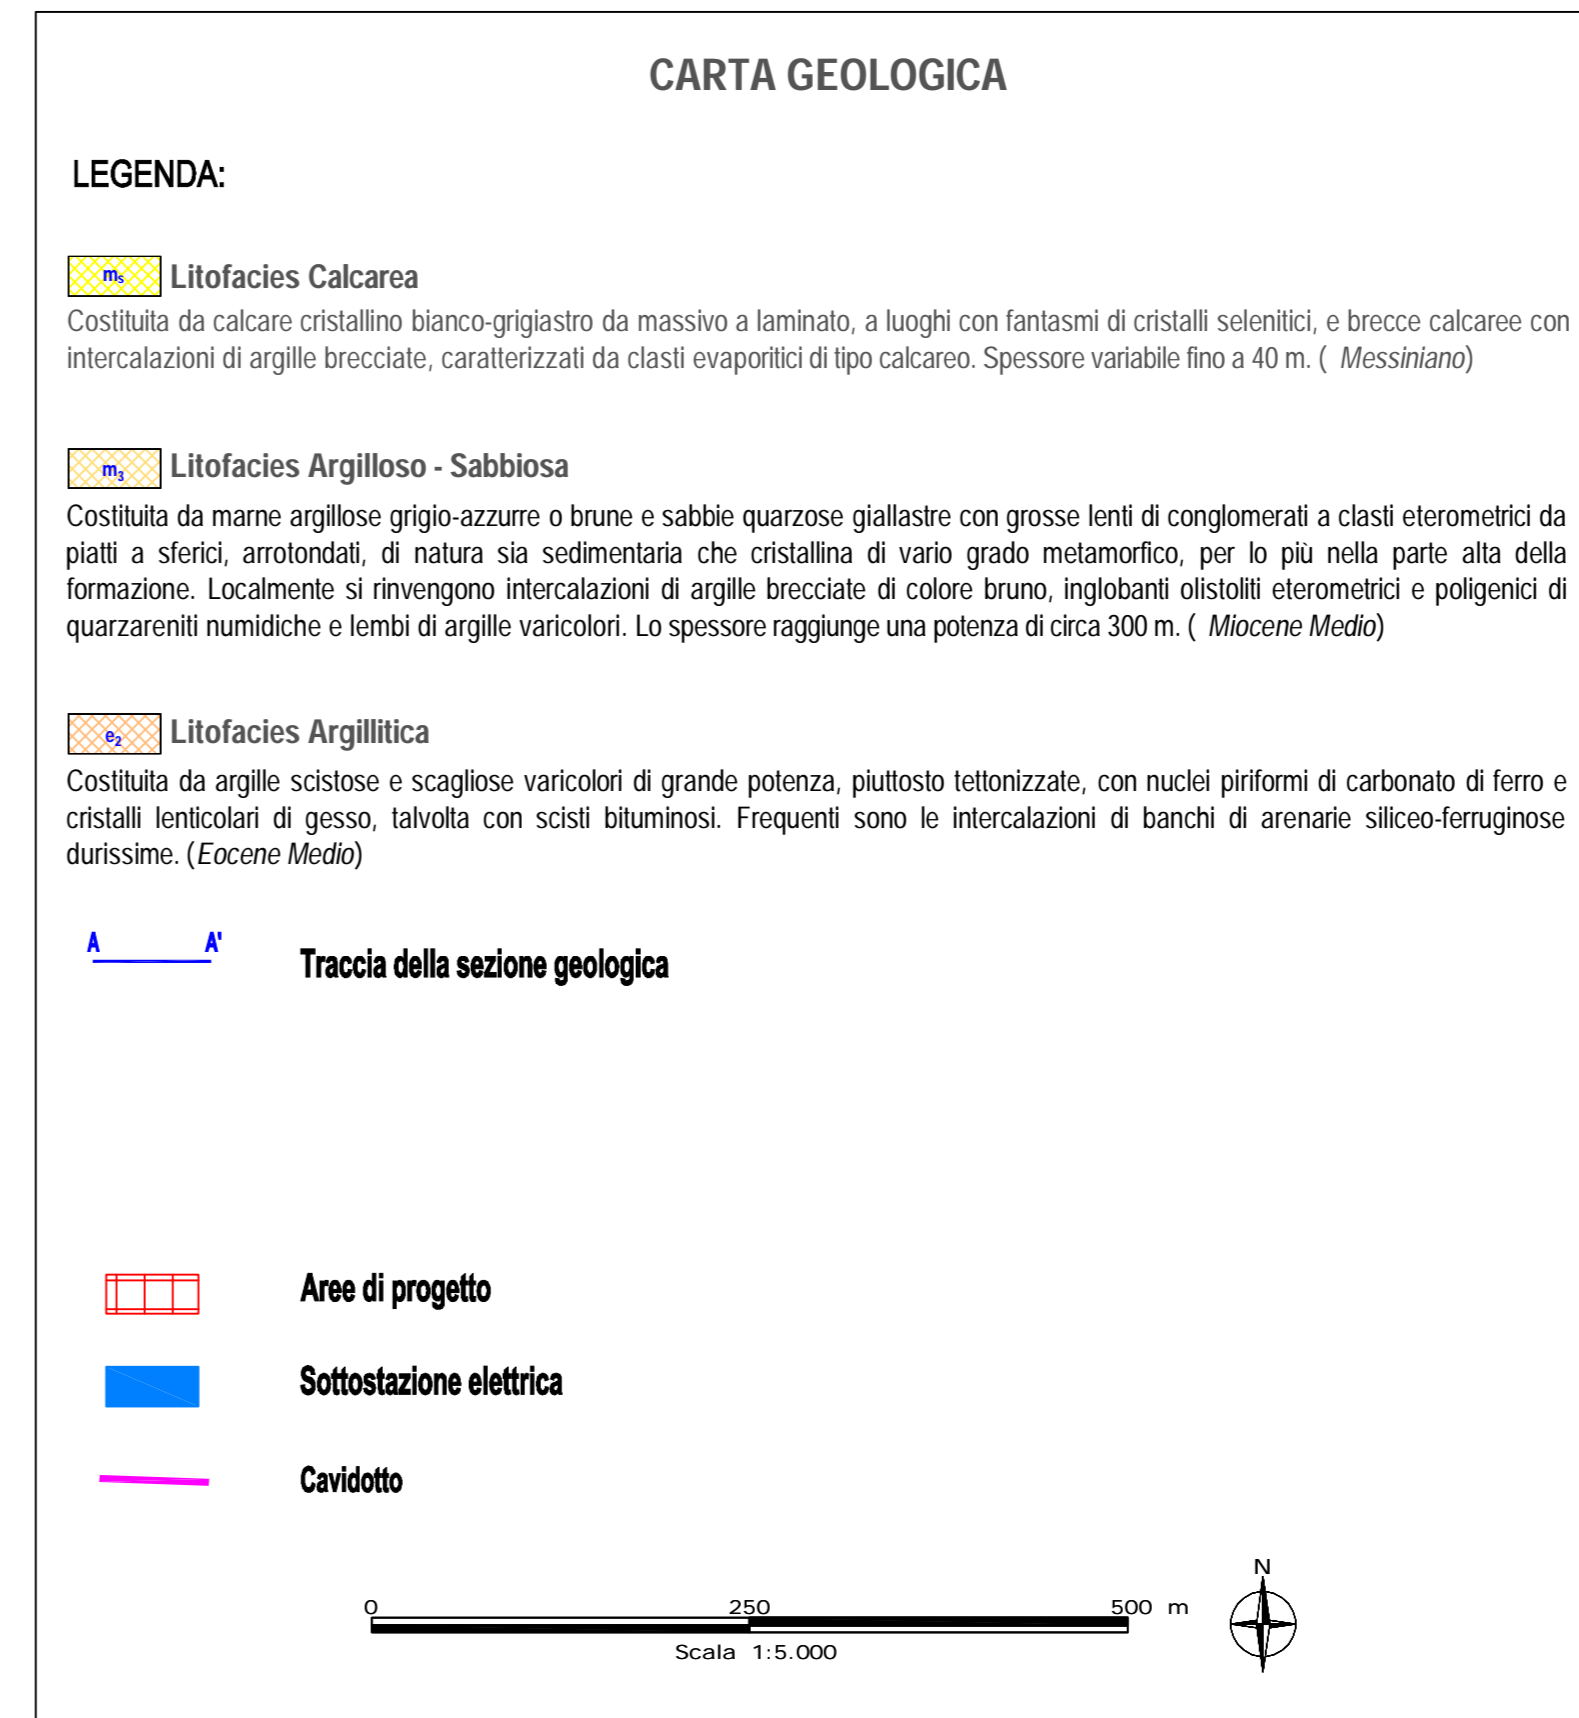 CARTA GEOLOGICA
LEGENDA:
ms Litofacies Calcarea
Costituita da calcare cristallino bianco-grigiastro da massivo a laminato, a luoghi con fantasmi di cristalli selenitici, e brecce calcaree con
intercalazioni di argille brecciate, caratterizzati da clasti evaporitici di tipo calcareo. Spessore variabile fino a 40 m. ( Messiniano)
m3 Litofacies Argilloso - Sabbiosa
Costituita da marne argillose grigio-azzurre o brune e sabbie quarzose giallastre con grosse lenti di conglomerati a clasti eterometrici da
piatti a sferici, arrotondati, di natura sia sedimentaria che cristallina di vario grado metamorfico, per lo più nella parte alta della
formazione. Localmente si rinvengono intercalazioni di argille brecciate di colore bruno, inglobanti olistoliti eterometrici e poligenici di
quarzareniti numidiche e lembi di argille varicolori. Lo spessore raggiunge una potenza di circa 300 m. ( Miocene Medio)
e2 Litofacies Argillitica
Costituita da argille scistose e scagliose varicolori di grande potenza, piuttosto tettonizzate, con nuclei piriformi di carbonato di ferro e
cristalli lenticolari di gesso, talvolta con scisti bituminosi. Frequenti sono le intercalazioni di banchi di arenarie siliceo-ferruginose
durissime. (Eocene Medio)
A A'
Traccia della sezione geologica
Aree di progetto
Sottostazione elettrica
Cavidotto
N
0 250 500 m
Scala 1:5.000